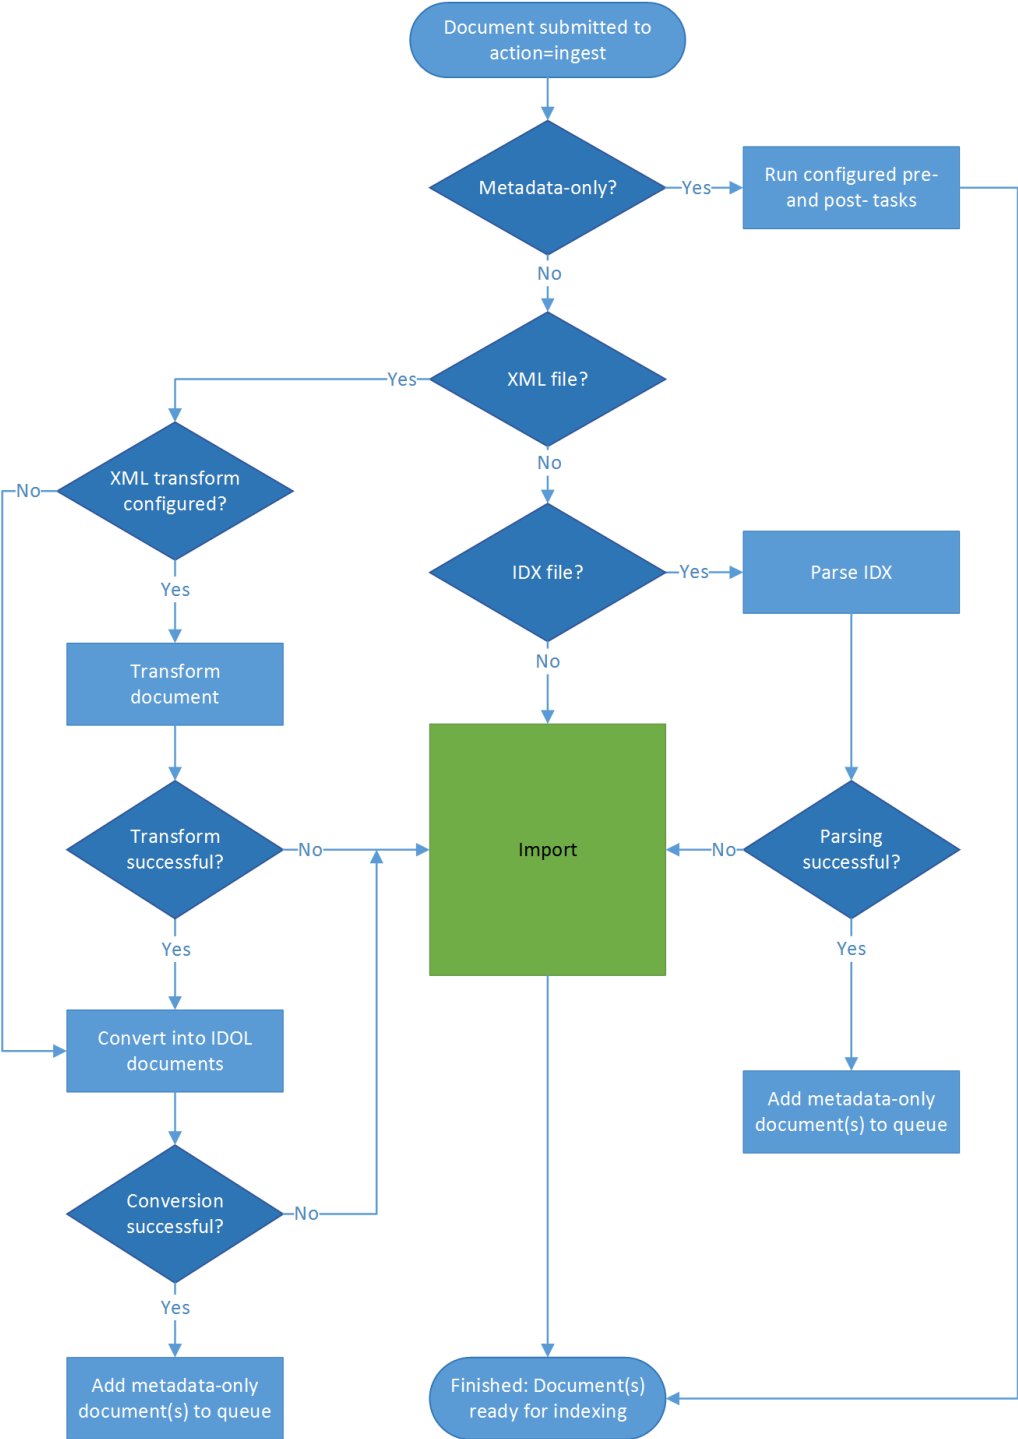 Document submitted to
action=ingest
Metadata-only?
Yes
Run configured pre-
and post- tasks
No
XML file?
Yes
No
XML transform
configured?
No
Yes
IDX file?
Yes
Parse IDX
No
Transform
document
Transform
successful?
No
Import
No
Parsing
successful?
Yes
Yes
Convert into IDOL
documents
Add metadata-only
document(s) to queue
Conversion
successful?
No
Yes
Add metadata-only
document(s) to queue
Finished: Document(s)
ready for indexing